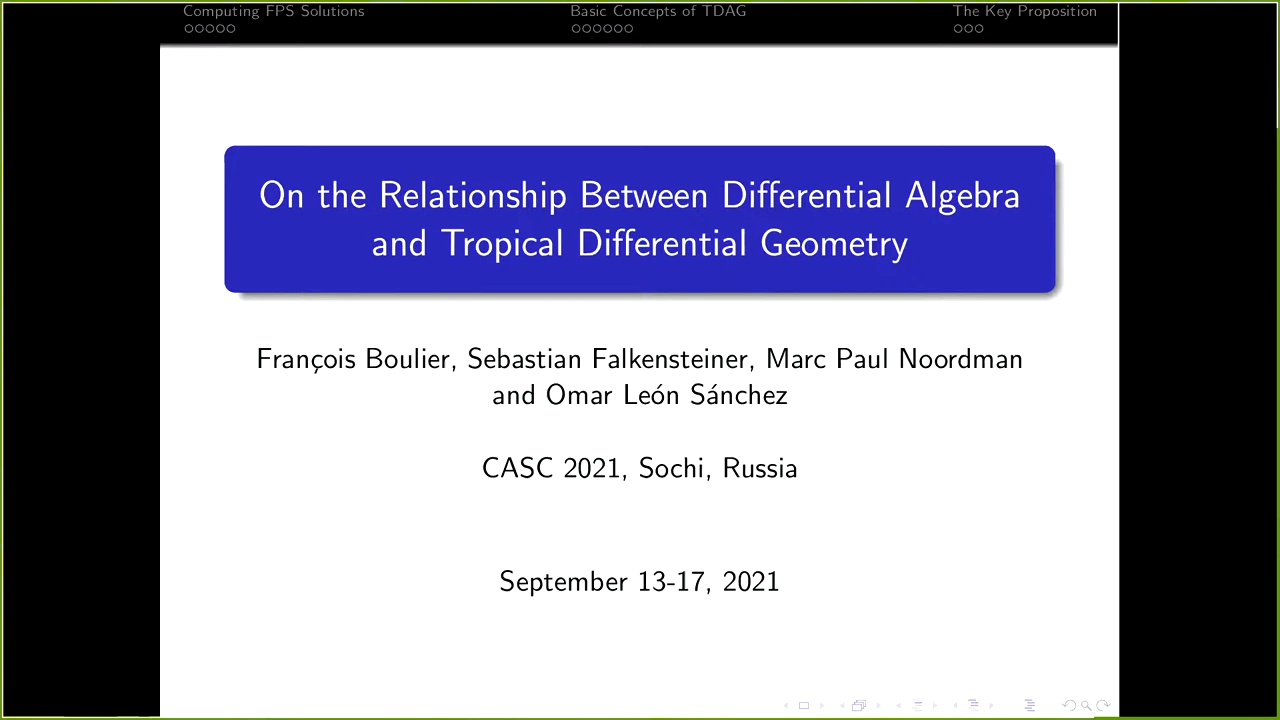 Computing FPS Solutions
Basic Concepts of TDAG
The Key Proposition
On the Relationship Between Differential Algebra
and Tropical Differential Geometry
François Boulier, Sebastian Falkensteiner, Marc Paul Noordman
and Omar León Sánchez
CASC 2021, Sochi, Russia
September 13-17, 2021